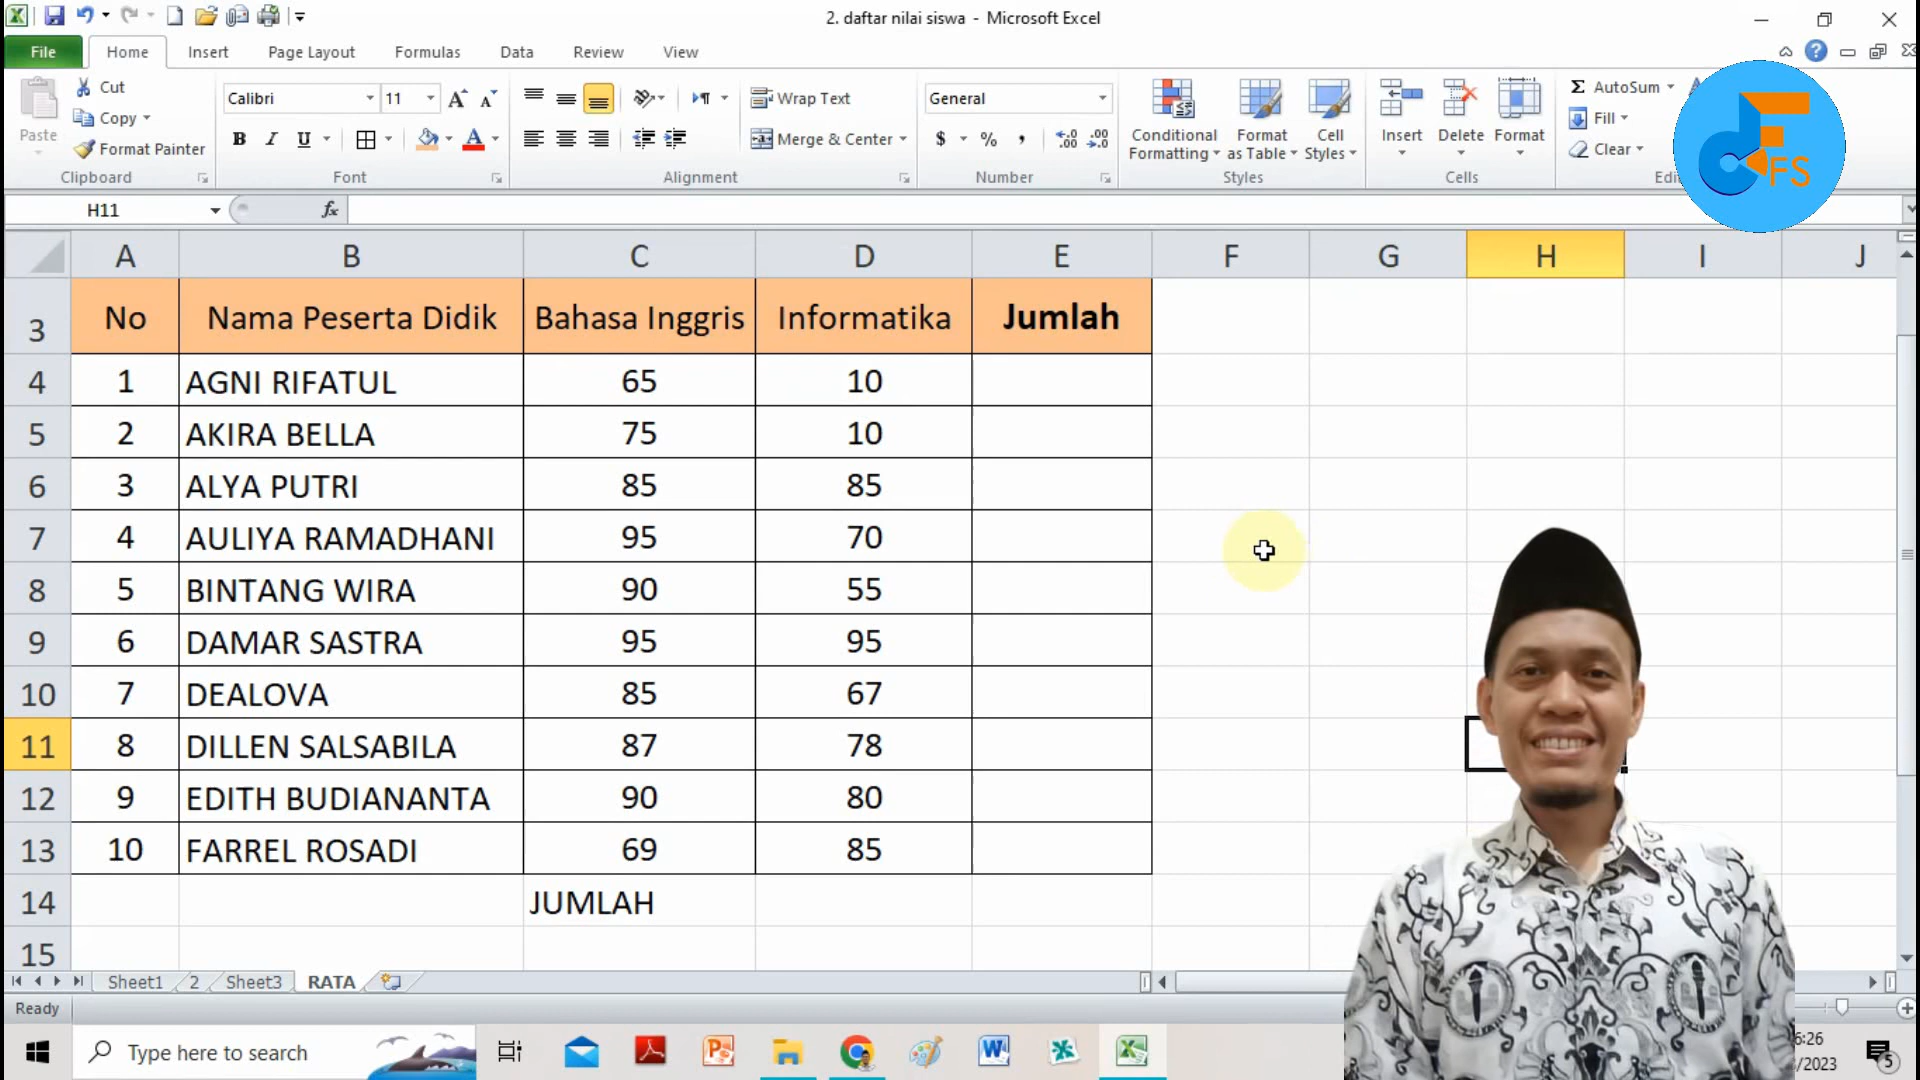 2. daftar nilai siswa - Microsoft Excel
File Home Insert Page Layout Formulas Data Review View
Paste Cut Copy Format Painter Clipboard
Calibri 11 B I U A Font
Wrap Text Merge & Center Alignment
General $ % , Number
Conditional Formatting Format as Table Cell Styles Styles
Insert Delete Format Cells
Σ AutoSum Fill Clear
FS
H11 fx
A B C D E F G H I J
3 No Nama Peserta Didik Bahasa Inggris Informatika Jumlah
4 1 AGNI RIFATUL 65 10
5 2 AKIRA BELLA 75 10
6 3 ALYA PUTRI 85 85
7 4 AULIYA RAMADHANI 95 70
8 5 BINTANG WIRA 90 55
9 6 DAMAR SASTRA 95 95
10 7 DEALOVA 85 67
11 8 DILLEN SALSABILA 87 78
12 9 EDITH BUDIANANTA 90 80
13 10 FARREL ROSADI 69 85
14 JUMLAH
15
Sheet1 2 Sheet3 RATA
Ready
Type here to search
5